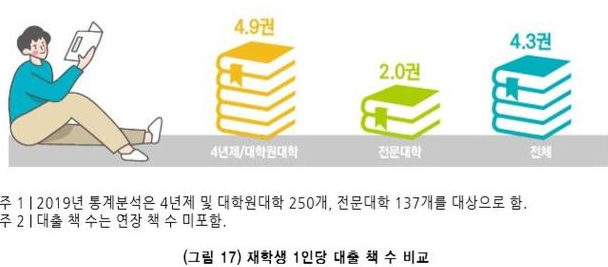 4.9권
2.0권
4.3권
4년제/대학원대학
전문대학
전체
주 1 | 2019년 통계분석은 4년제 및 대학원대학 250개, 전문대학 137개를 대상으로 함.
주 2 | 대출 책 수는 연장 책 수 미포함.
(그림 17) 재학생 1인당 대출 책 수 비교